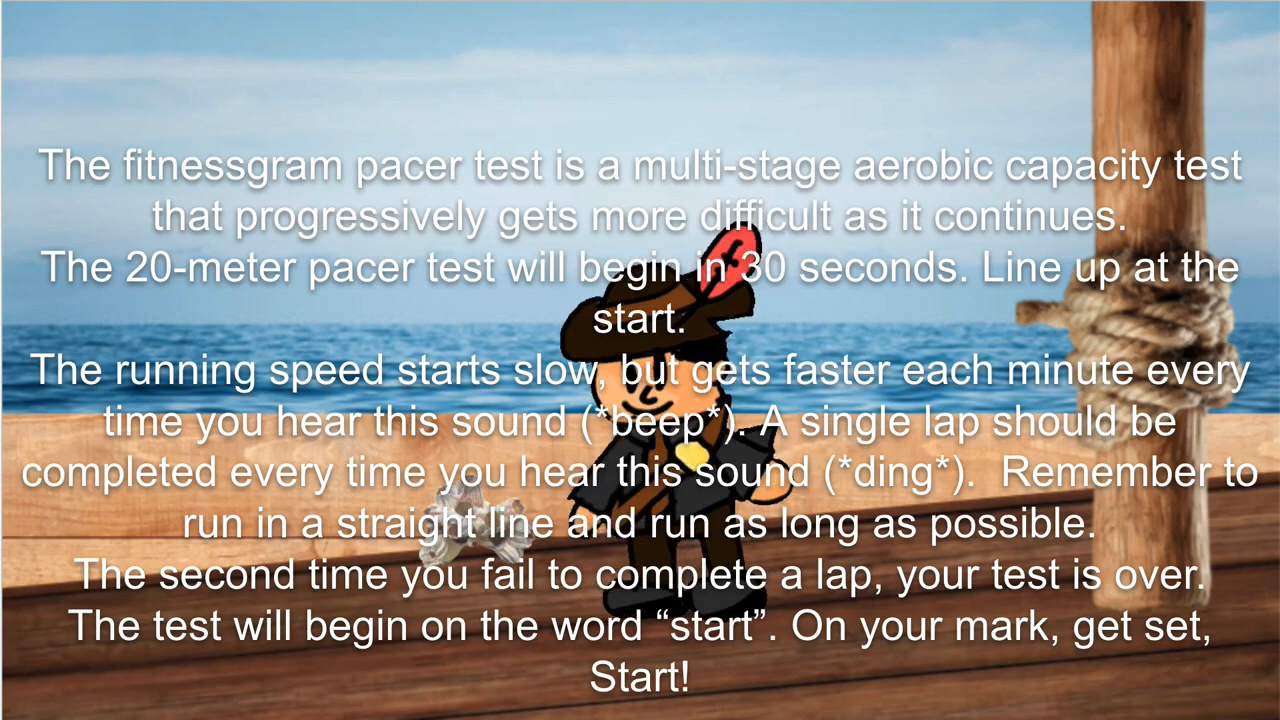 The fitnessgram pacer test is a multi-stage aerobic capacity test
that progressively gets more difficult as it continues.
The 20-meter pacer test will begin in 30 seconds. Line up at the
start.
The running speed starts slow, but gets faster each minute every
time you hear this sound (*beep*). A single lap should be
completed every time you hear this sound (*ding*).  Remember to
run in a straight line and run as long as possible.
The second time you fail to complete a lap, your test is over.
The test will begin on the word “start”. On your mark, get set,
Start!